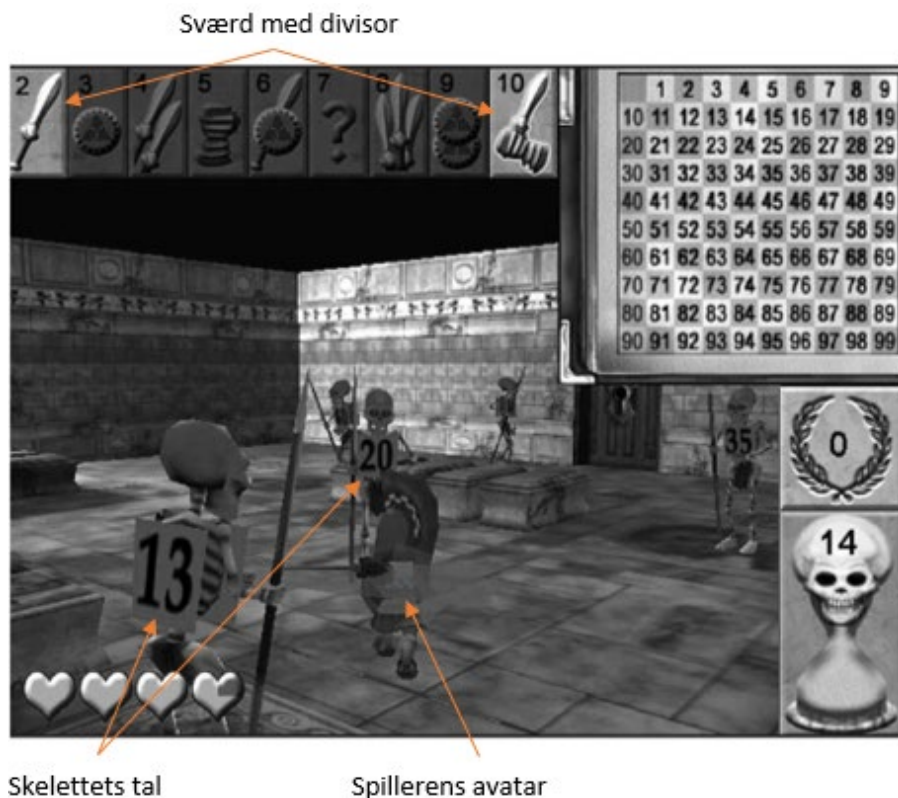 Sværd med divisor
2 3 4 5 6 7 8 9 10
1 2 3 4 5 6 7 8 9
10 11 12 13 14 15 16 17 18 19
20 21 22 23 24 25 26 27 28 29
30 31 32 33 34 35 36 37 38 39
40 41 42 43 44 45 46 47 48 49
50 51 52 53 54 55 56 57 58 59
60 61 62 63 64 65 66 67 68 69
70 71 72 73 74 75 76 77 78 79
80 81 82 83 84 85 86 87 88 89
90 91 92 93 94 95 96 97 98 99
20
35
0
13
14
Skelettets tal
Spillerens avatar